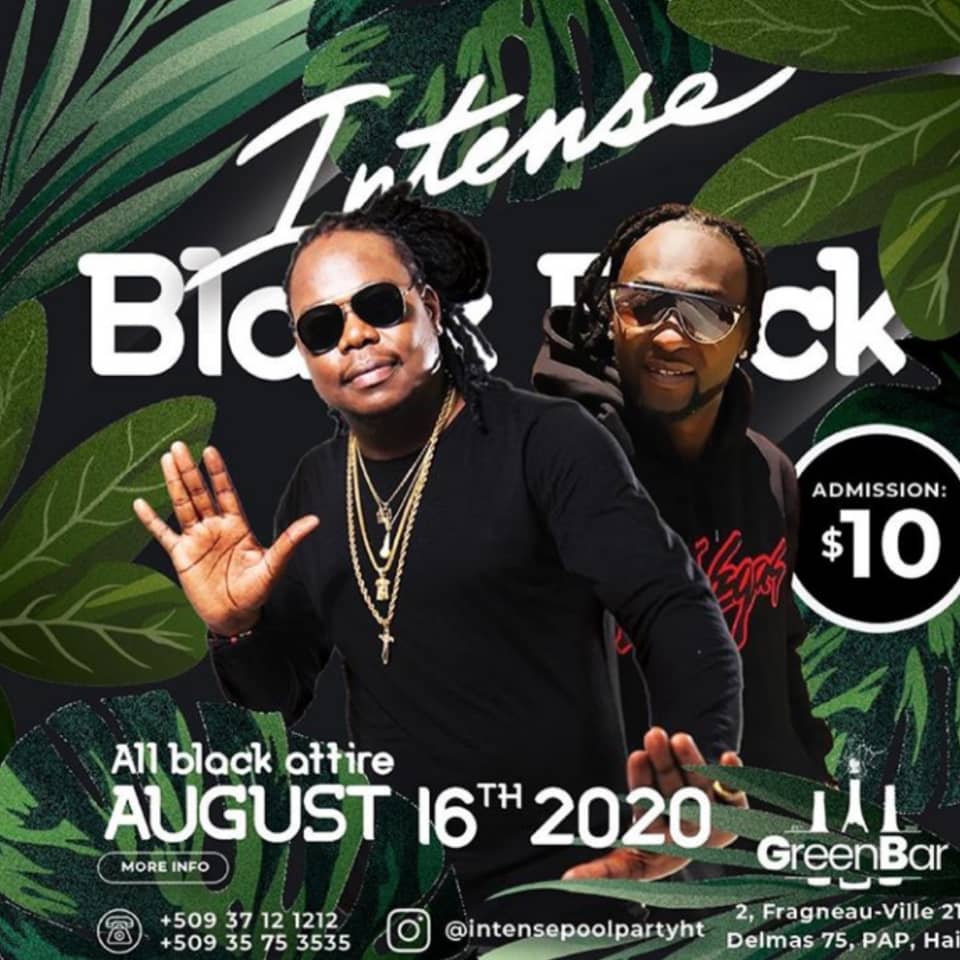 Intense
ADMISSION:
$10
All black attire
AUGUST 16TH 2020
MORE INFO
+509 37 12 1212
+509 35 75 3535
@intensepoolpartyht
GreenBar
2, Fragneau-Ville 21
Delmas 75, PAP, Hai